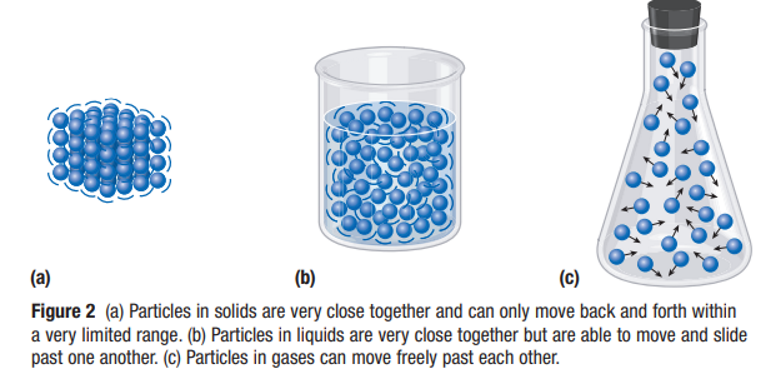 (a)
(b)
(c)
Figure 2 (a) Particles in solids are very close together and can only move back and forth within
a very limited range. (b) Particles in liquids are very close together but are able to move and slide
past one another. (c) Particles in gases can move freely past each other.